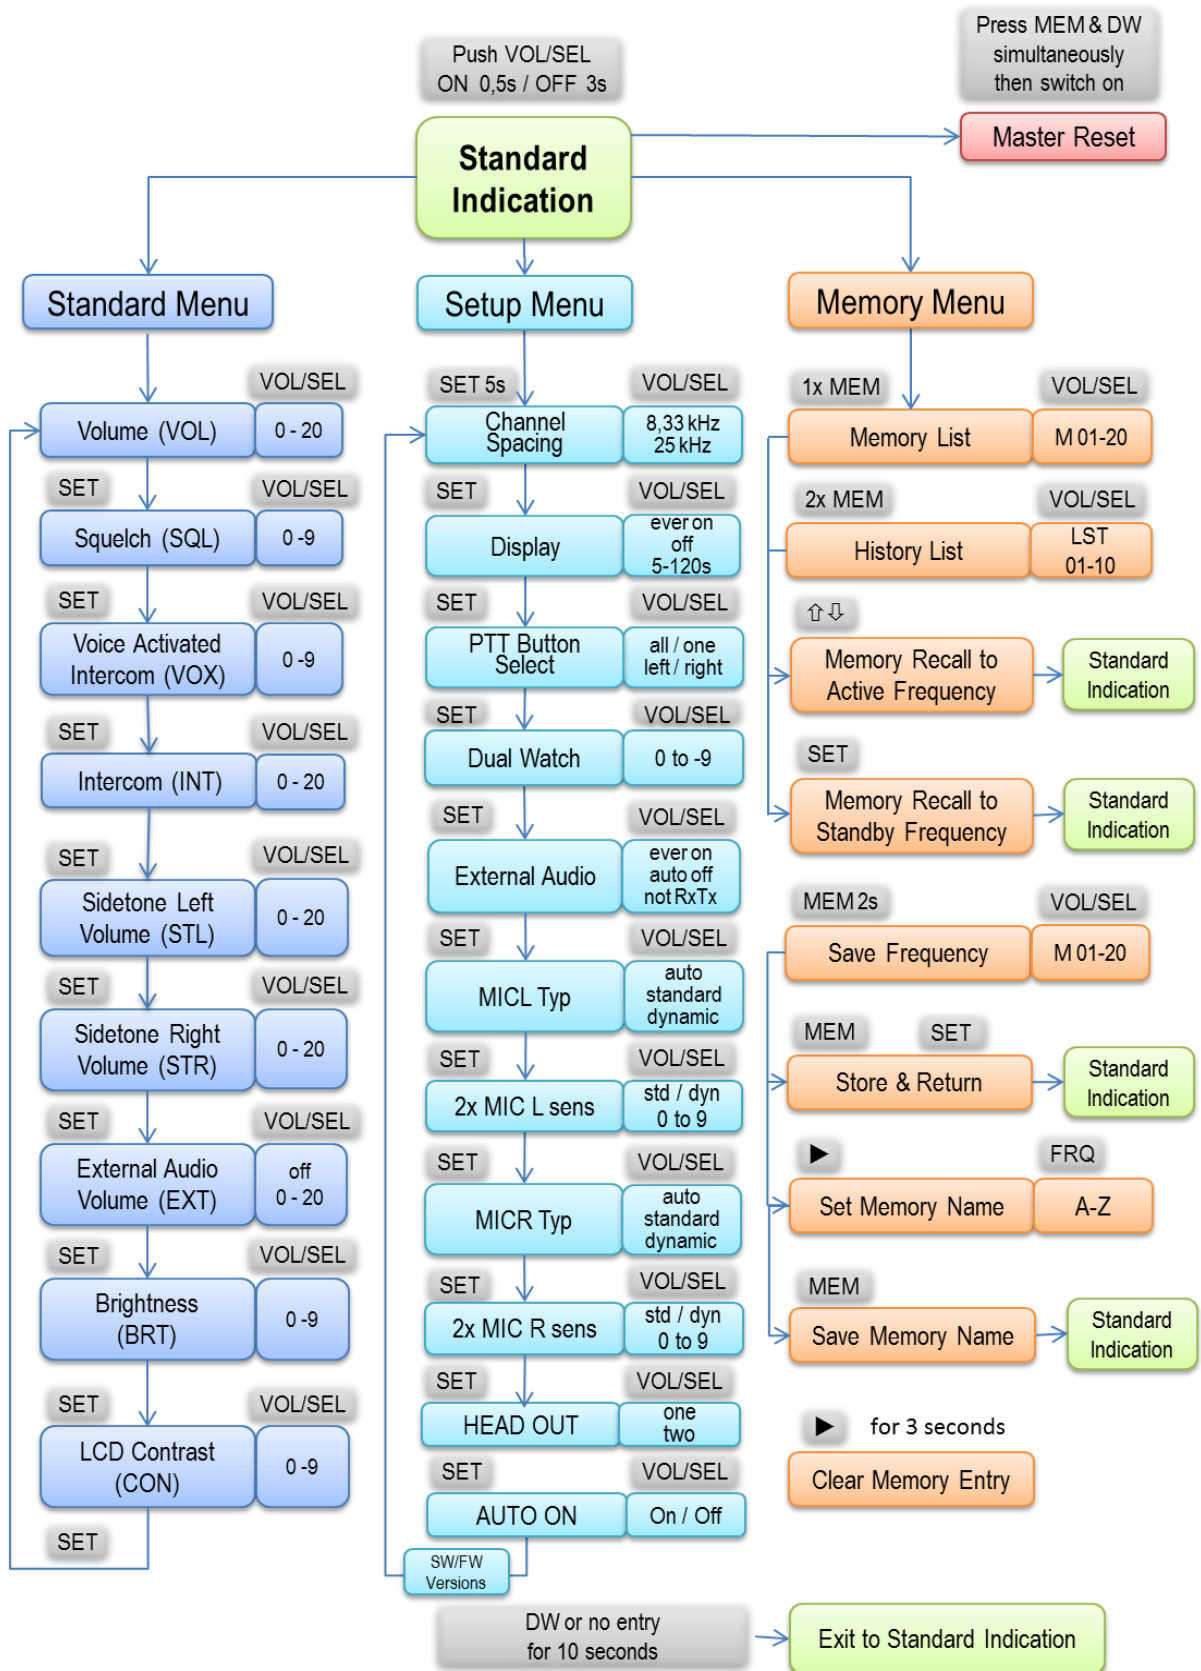 Push VOL/SEL
ON 0,5s / OFF 3s
Press MEM & DW
simultaneously
then switch on
Standard
Indication
Master Reset
Standard Menu
VOL/SEL
Volume (VOL)
0 - 20
SET
VOL/SEL
Squelch (SQL)
0 -9
SET
VOL/SEL
Voice Activated
Intercom (VOX)
0 -9
SET
VOL/SEL
Intercom (INT)
0 - 20
SET
VOL/SEL
Sidetone Left
Volume (STL)
0 - 20
SET
VOL/SEL
Sidetone Right
Volume (STR)
0 - 20
SET
VOL/SEL
External Audio
Volume (EXT)
off
0 - 20
SET
VOL/SEL
Brightness
(BRT)
0 -9
SET
VOL/SEL
LCD Contrast
(CON)
0 -9
SET
Setup Menu
SET 5s
VOL/SEL
Channel
Spacing
8,33 kHz
25 kHz
SET
VOL/SEL
Display
ever on
off
5-120s
SET
VOL/SEL
PTT Button
Select
all / one
left / right
SET
VOL/SEL
Dual Watch
0 to -9
SET
VOL/SEL
External Audio
ever on
auto off
not RxTx
SET
VOL/SEL
MICL Typ
auto
standard
dynamic
SET
VOL/SEL
2x MIC L sens
std / dyn
0 to 9
SET
VOL/SEL
MICR Typ
auto
standard
dynamic
SET
VOL/SEL
2x MIC R sens
std / dyn
0 to 9
SET
VOL/SEL
HEAD OUT
one
two
SET
VOL/SEL
AUTO ON
On / Off
SW/FW
Versions
Memory Menu
1x MEM
VOL/SEL
Memory List
M 01-20
2x MEM
VOL/SEL
History List
LST
01-10
⇧⇩
Memory Recall to
Active Frequency
Standard
Indication
SET
Memory Recall to
Standby Frequency
Standard
Indication
MEM 2s
VOL/SEL
Save Frequency
M 01-20
MEM
SET
Store & Return
Standard
Indication
►
FRQ
Set Memory Name
A-Z
MEM
Save Memory Name
Standard
Indication
► for 3 seconds
Clear Memory Entry
DW or no entry
for 10 seconds
Exit to Standard Indication